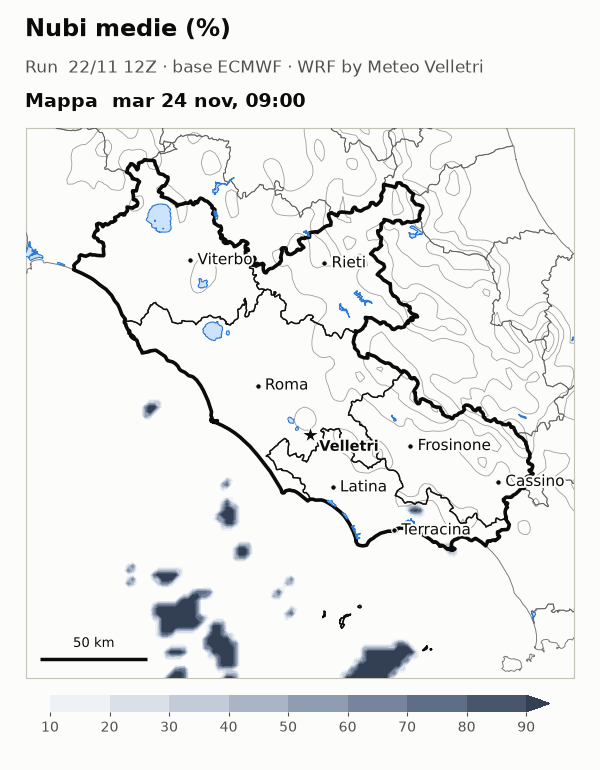 Nubi medie (%)
Run  22/11 12Z · base ECMWF · WRF by Meteo Velletri
Mappa  mar 24 nov, 09:00
Viterbo
Rieti
Roma
Velletri
Frosinone
Cassino
Latina
Terracina
50 km
10 20 30 40 50 60 70 80 90